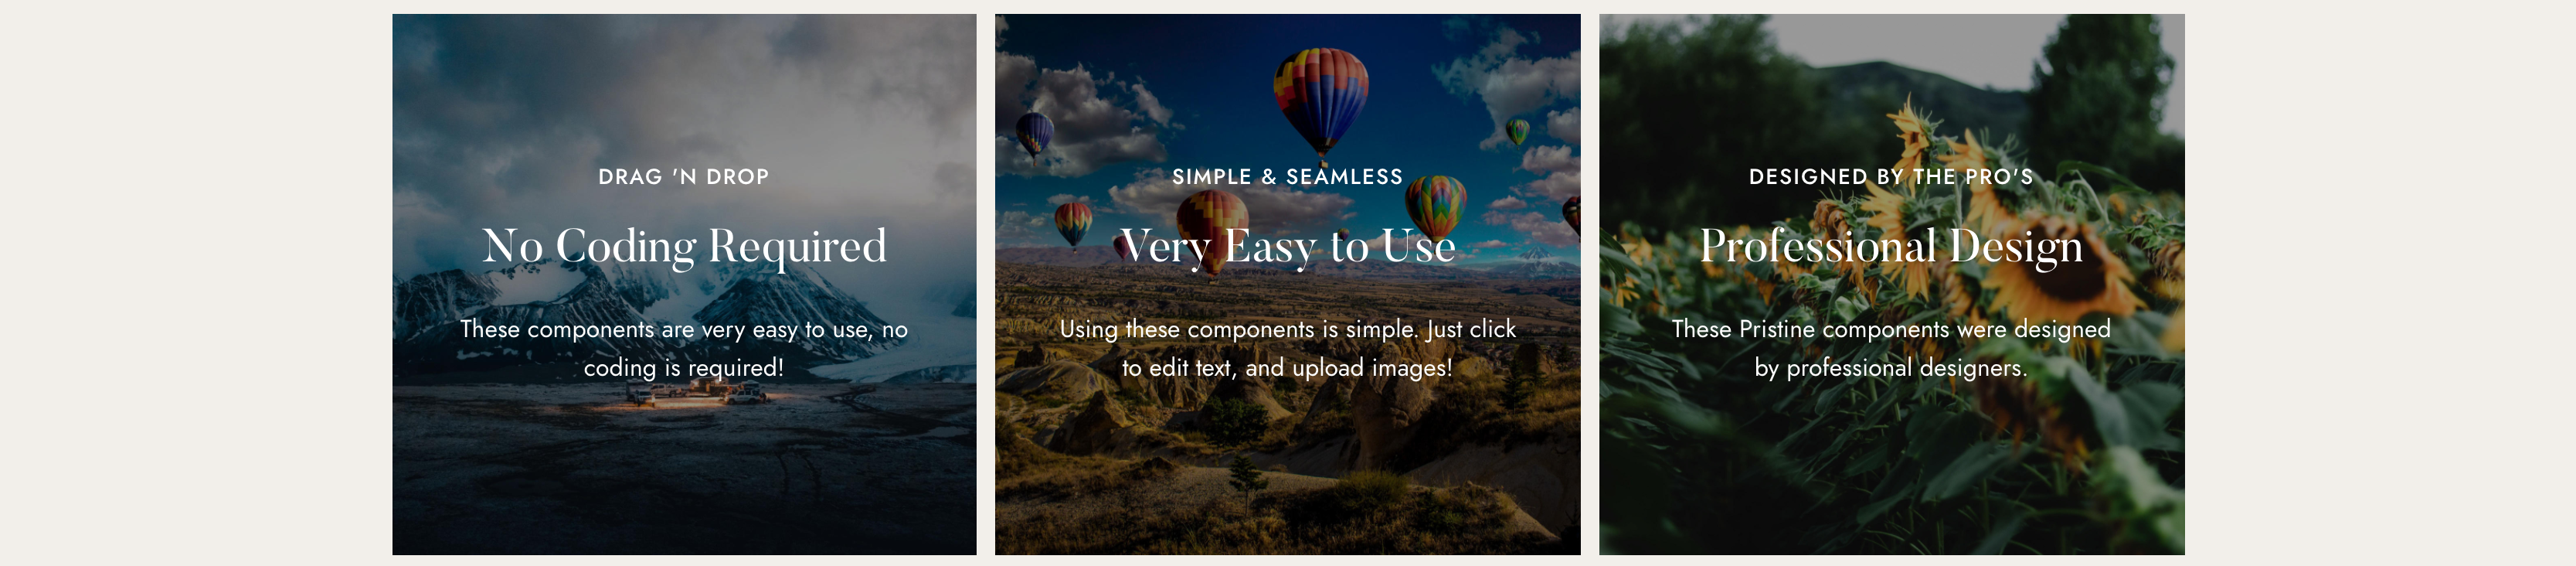 DRAG 'N DROP
No Coding Required
These components are very easy to use, no
coding is required!
SIMPLE & SEAMLESS
Very Easy to Use
Using these components is simple. Just click
to edit text, and upload images!
DESIGNED BY THE PRO'S
Professional Design
These Pristine components were designed
by professional designers.